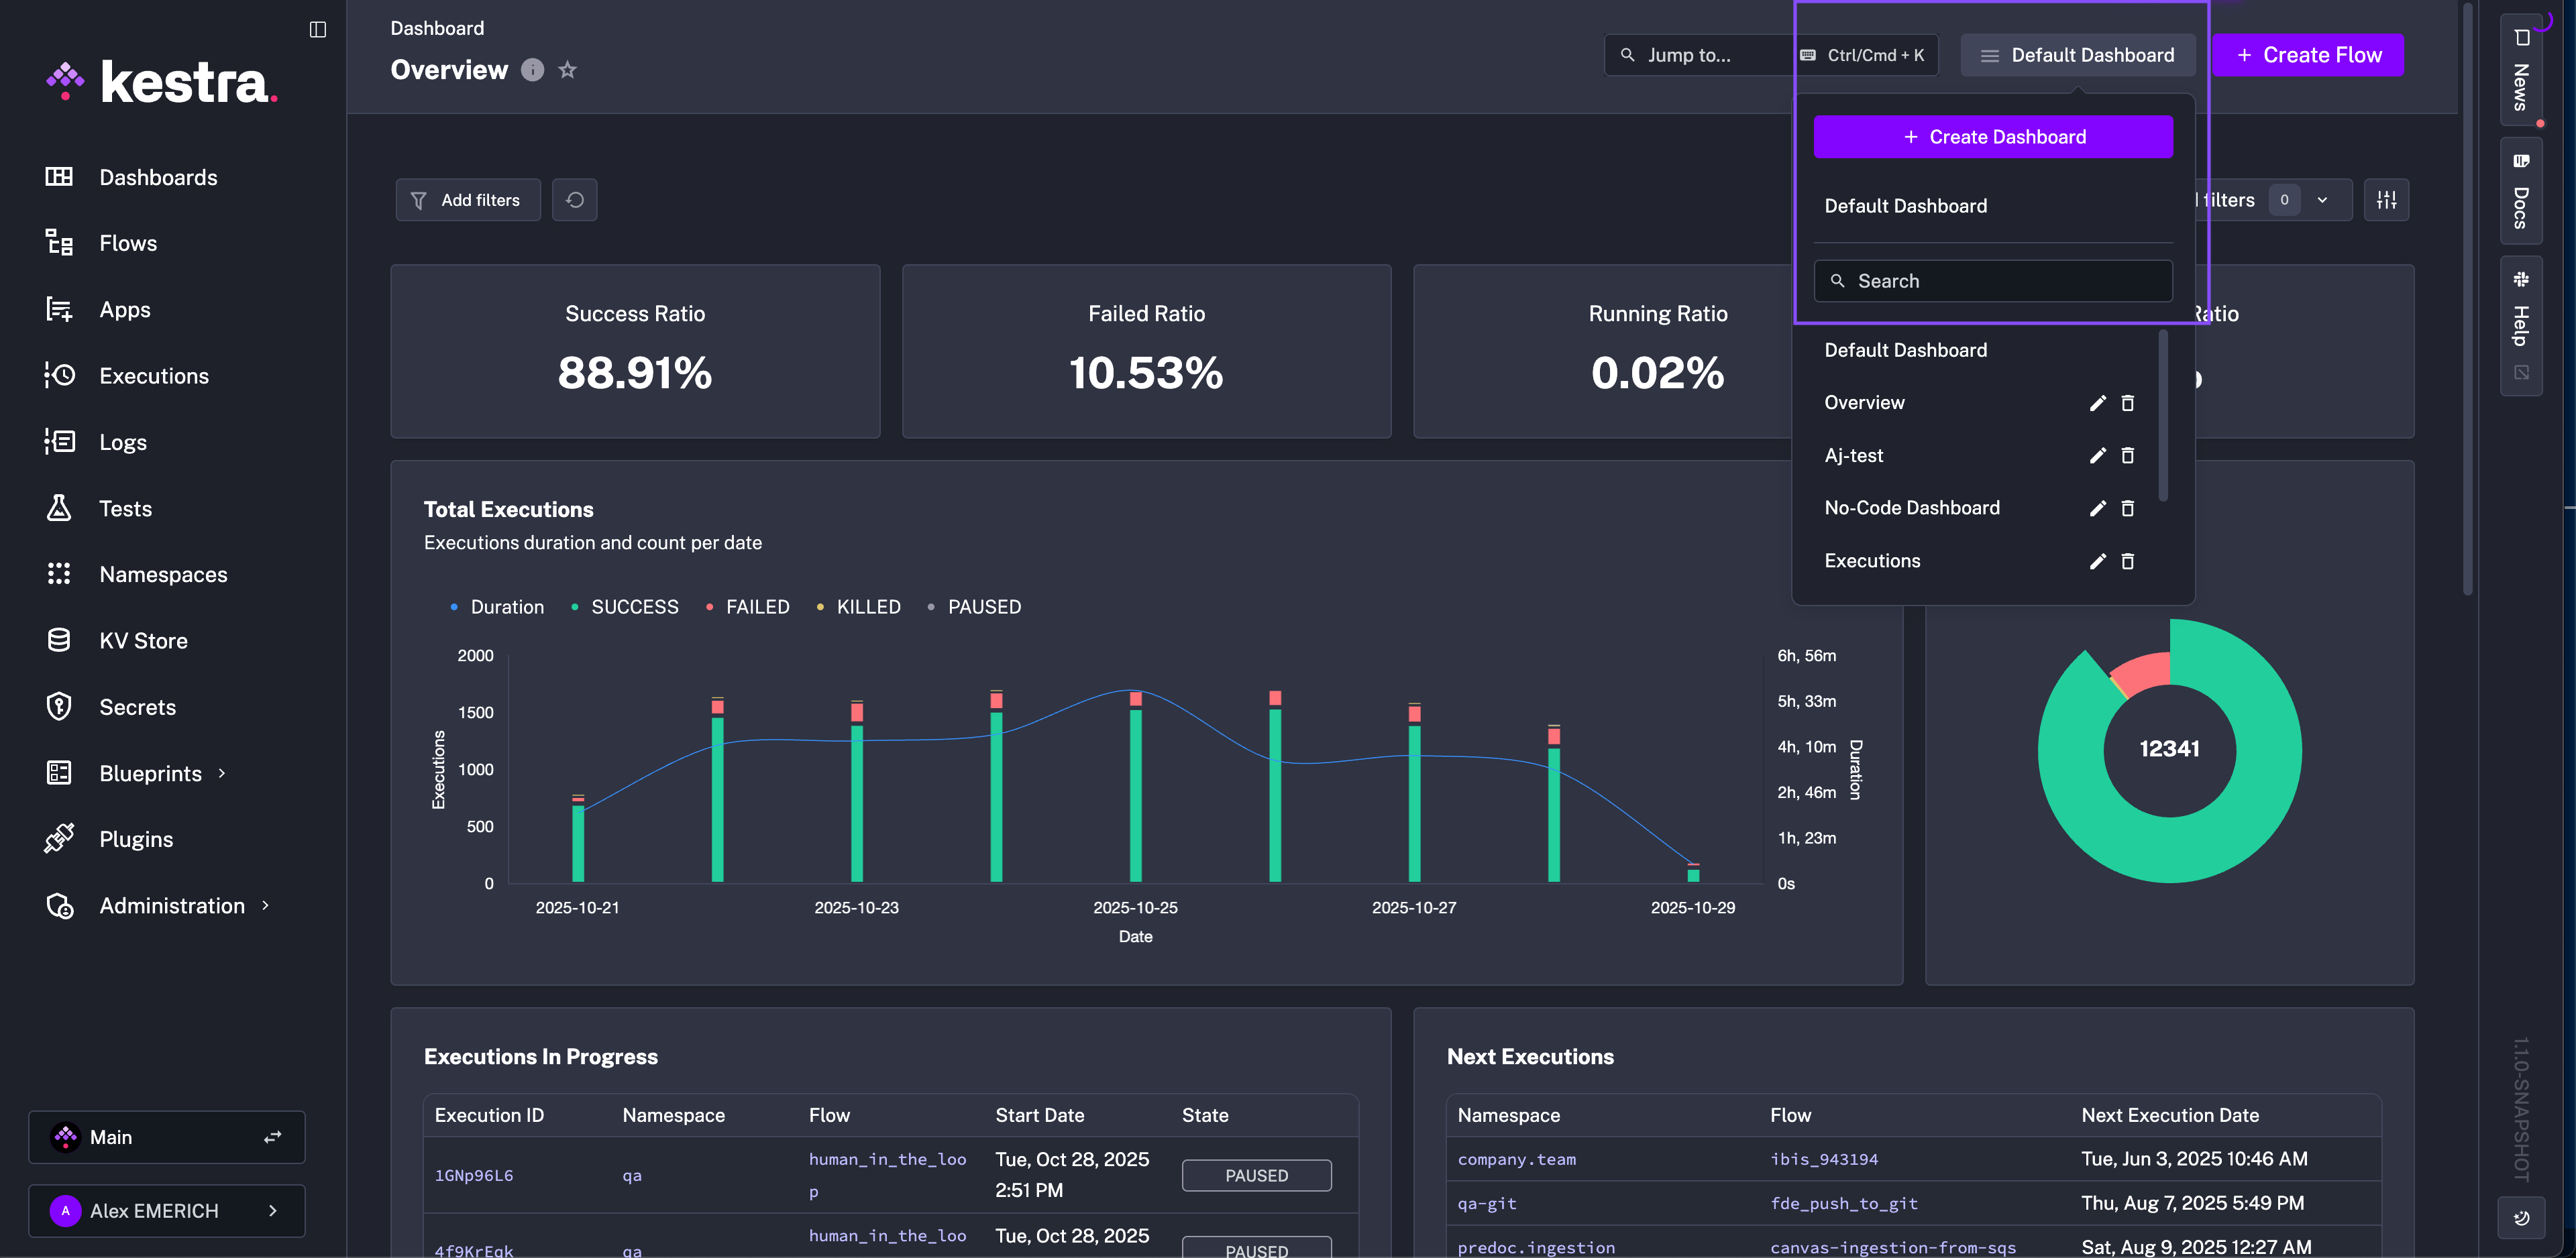 kestra.
Dashboards
Flows
Apps
Executions
Logs
Tests
Namespaces
KV Store
Secrets
Blueprints
Plugins
Administration
Main
A
Alex EMERICH
Dashboard
Overview
Jump to...
Ctrl/Cmd + K
Default Dashboard
+ Create Flow
Add filters
filters
0
+ Create Dashboard
Default Dashboard
Search
Default Dashboard
Overview
Aj-test
No-Code Dashboard
Executions
Success Ratio
88.91%
Failed Ratio
10.53%
Running Ratio
0.02%
Ratio
Total Executions
Executions duration and count per date
Duration
SUCCESS
FAILED
KILLED
PAUSED
2000
1500
1000
500
0
Executions
6h, 56m
5h, 33m
4h, 10m
2h, 46m
1h, 23m
0s
Duration
2025-10-21
2025-10-23
2025-10-25
2025-10-27
2025-10-29
Date
12341
Executions In Progress
Execution ID Namespace Flow Start Date State
1GNp96L6 qa human_in_the_loo Tue, Oct 28, 2025 PAUSED
p 2:51 PM
4f9KrEqk qa human_in_the_loo Tue, Oct 28, 2025 PAUSED
Next Executions
Namespace Flow Next Execution Date
company.team ibis_943194 Tue, Jun 3, 2025 10:46 AM
qa-git fde_push_to_git Thu, Aug 7, 2025 5:49 PM
predoc.ingestion canvas-ingestion-from-sqs Sat, Aug 9, 2025 12:27 AM
News
Docs
Help
1.1.0-SNAPSHOT